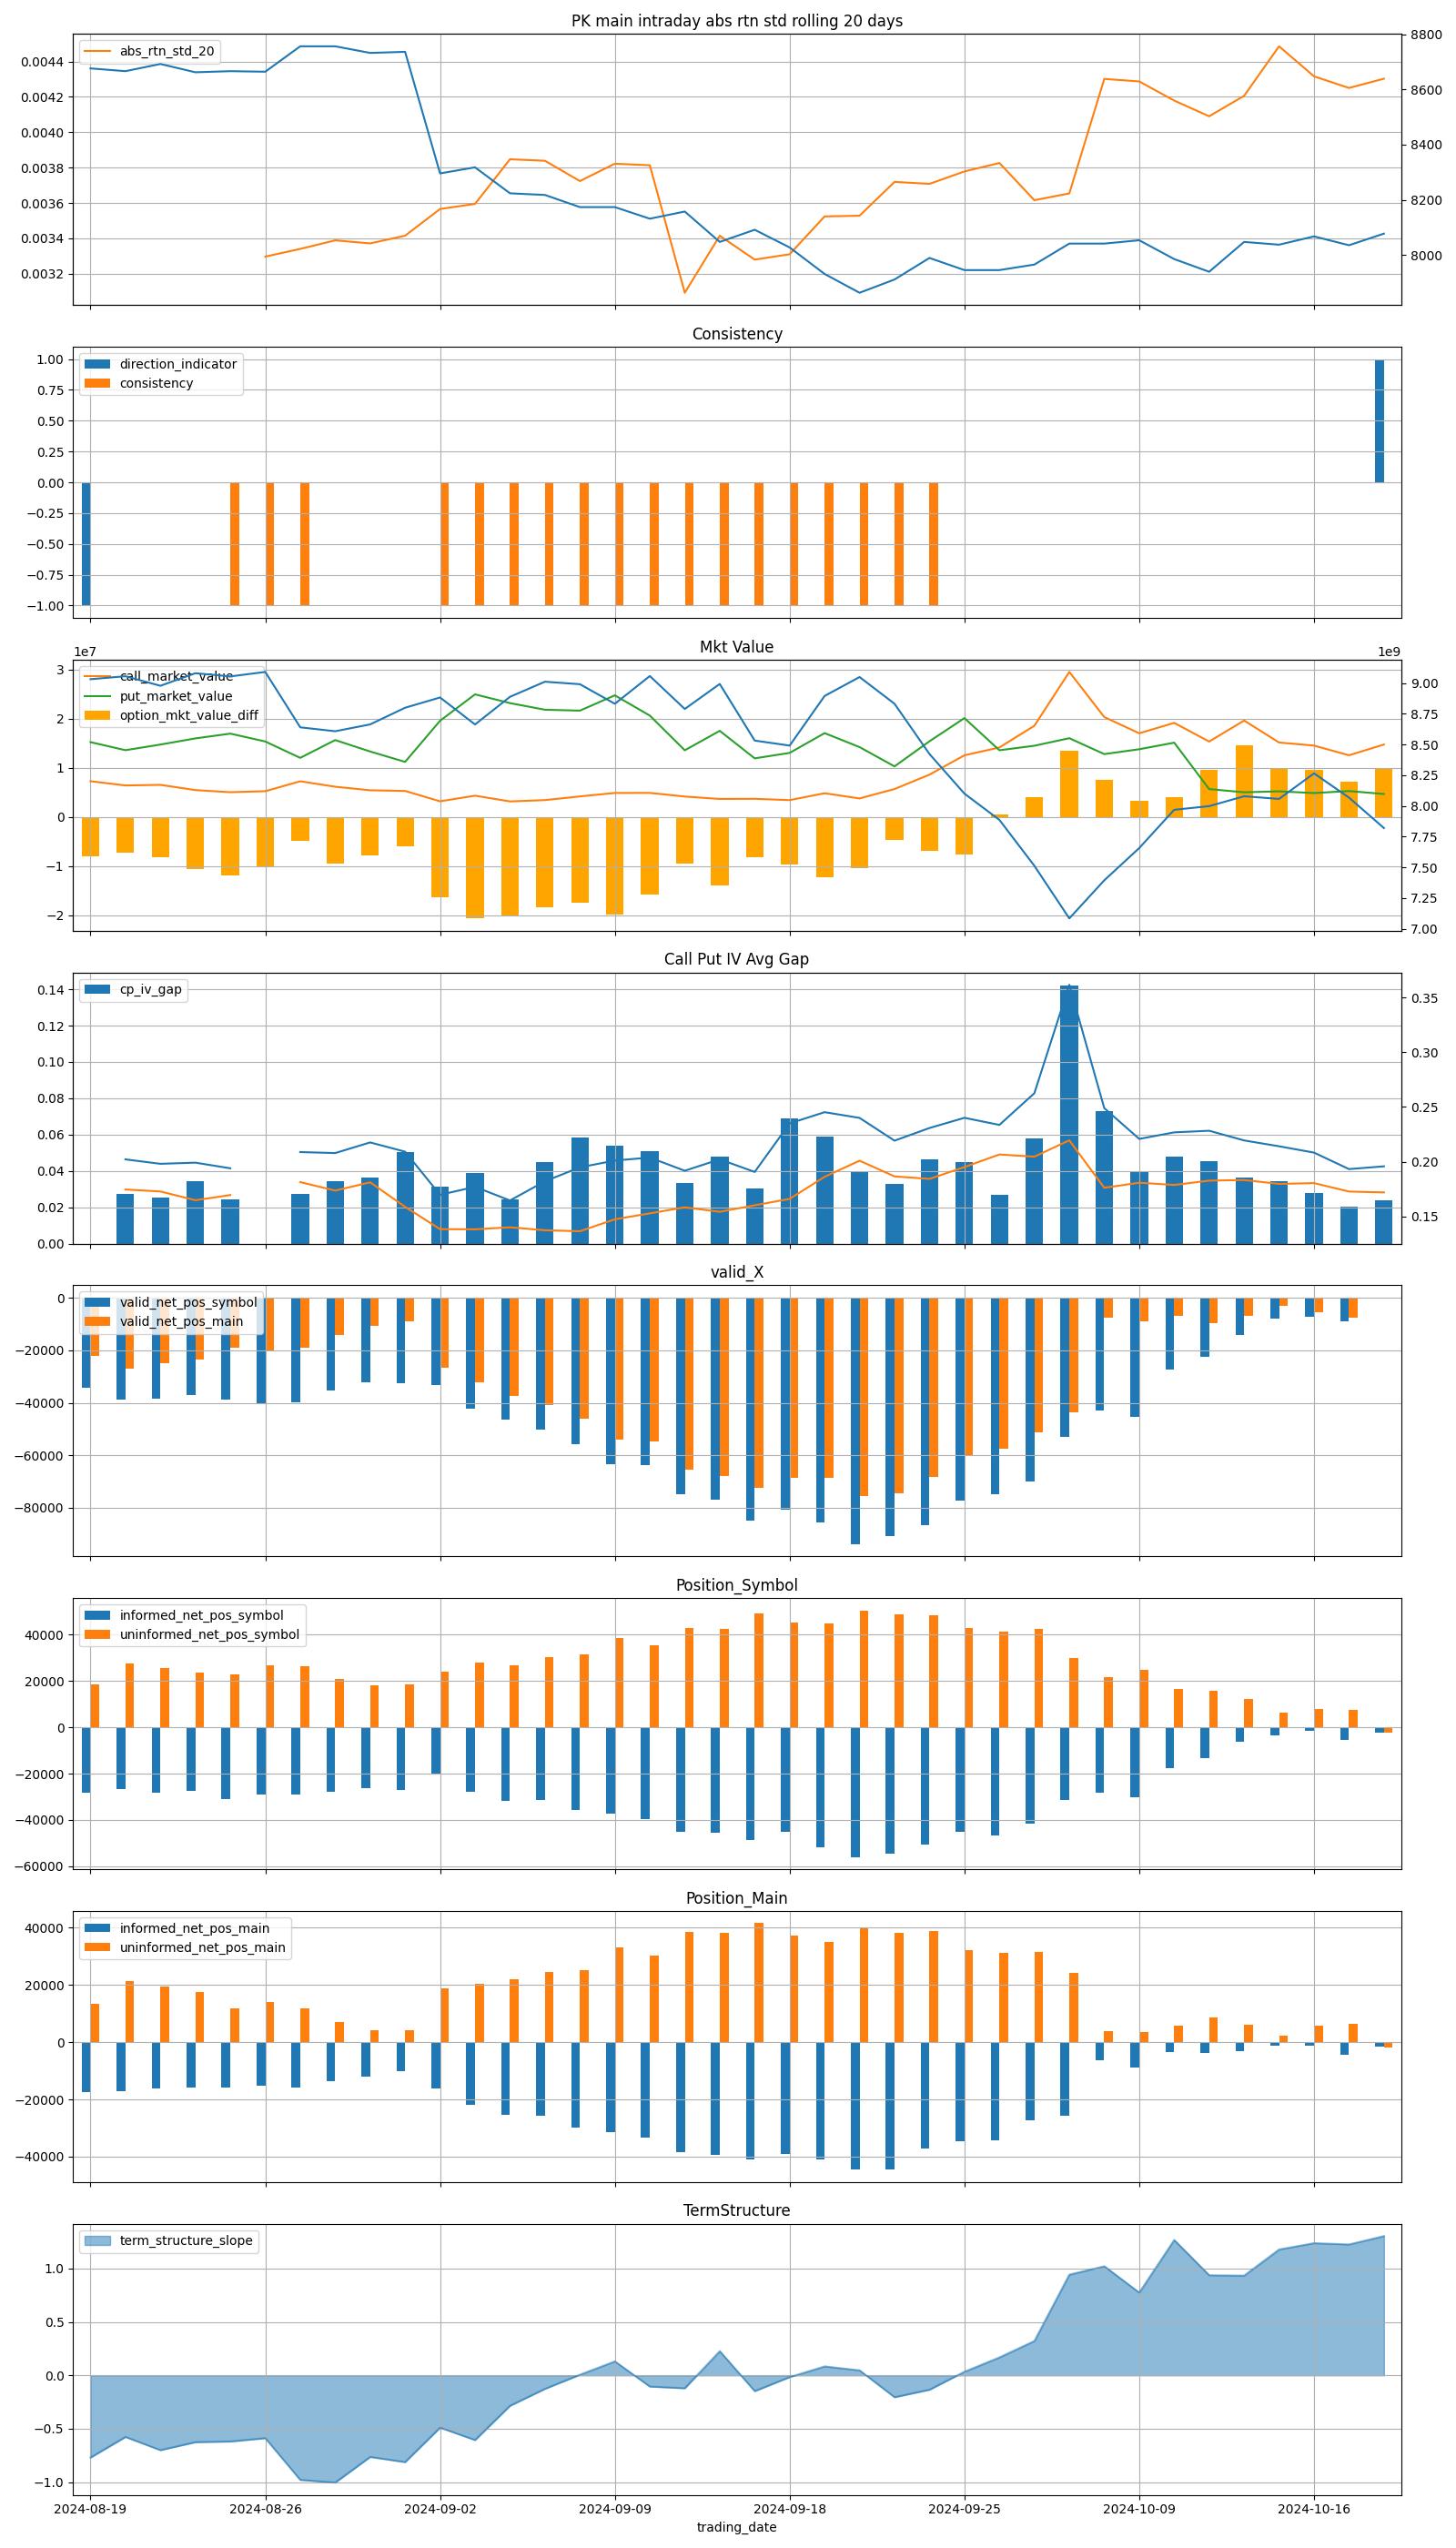 PK main intraday abs rtn std rolling 20 days
abs_rtn_std_20
0.0044
0.0042
0.0040
0.0038
0.0036
0.0034
0.0032
8800
8600
8400
8200
8000
Consistency
direction_indicator
consistency
1.00
0.75
0.50
0.25
0.00
−0.25
−0.50
−0.75
−1.00
Mkt Value
1e7
1e9
call_market_value
put_market_value
option_mkt_value_diff
3
2
1
0
−1
−2
9.00
8.75
8.50
8.25
8.00
7.75
7.50
7.25
7.00
Call Put IV Avg Gap
cp_iv_gap
0.14
0.12
0.10
0.08
0.06
0.04
0.02
0.00
0.35
0.30
0.25
0.20
0.15
valid_X
valid_net_pos_symbol
valid_net_pos_main
0
−20000
−40000
−60000
−80000
Position_Symbol
informed_net_pos_symbol
uninformed_net_pos_symbol
40000
20000
0
−20000
−40000
−60000
Position_Main
informed_net_pos_main
uninformed_net_pos_main
40000
20000
0
−20000
−40000
TermStructure
term_structure_slope
1.0
0.5
0.0
−0.5
−1.0
2024-08-19 2024-08-26 2024-09-02 2024-09-09 2024-09-18 2024-09-25 2024-10-09 2024-10-16
trading_date